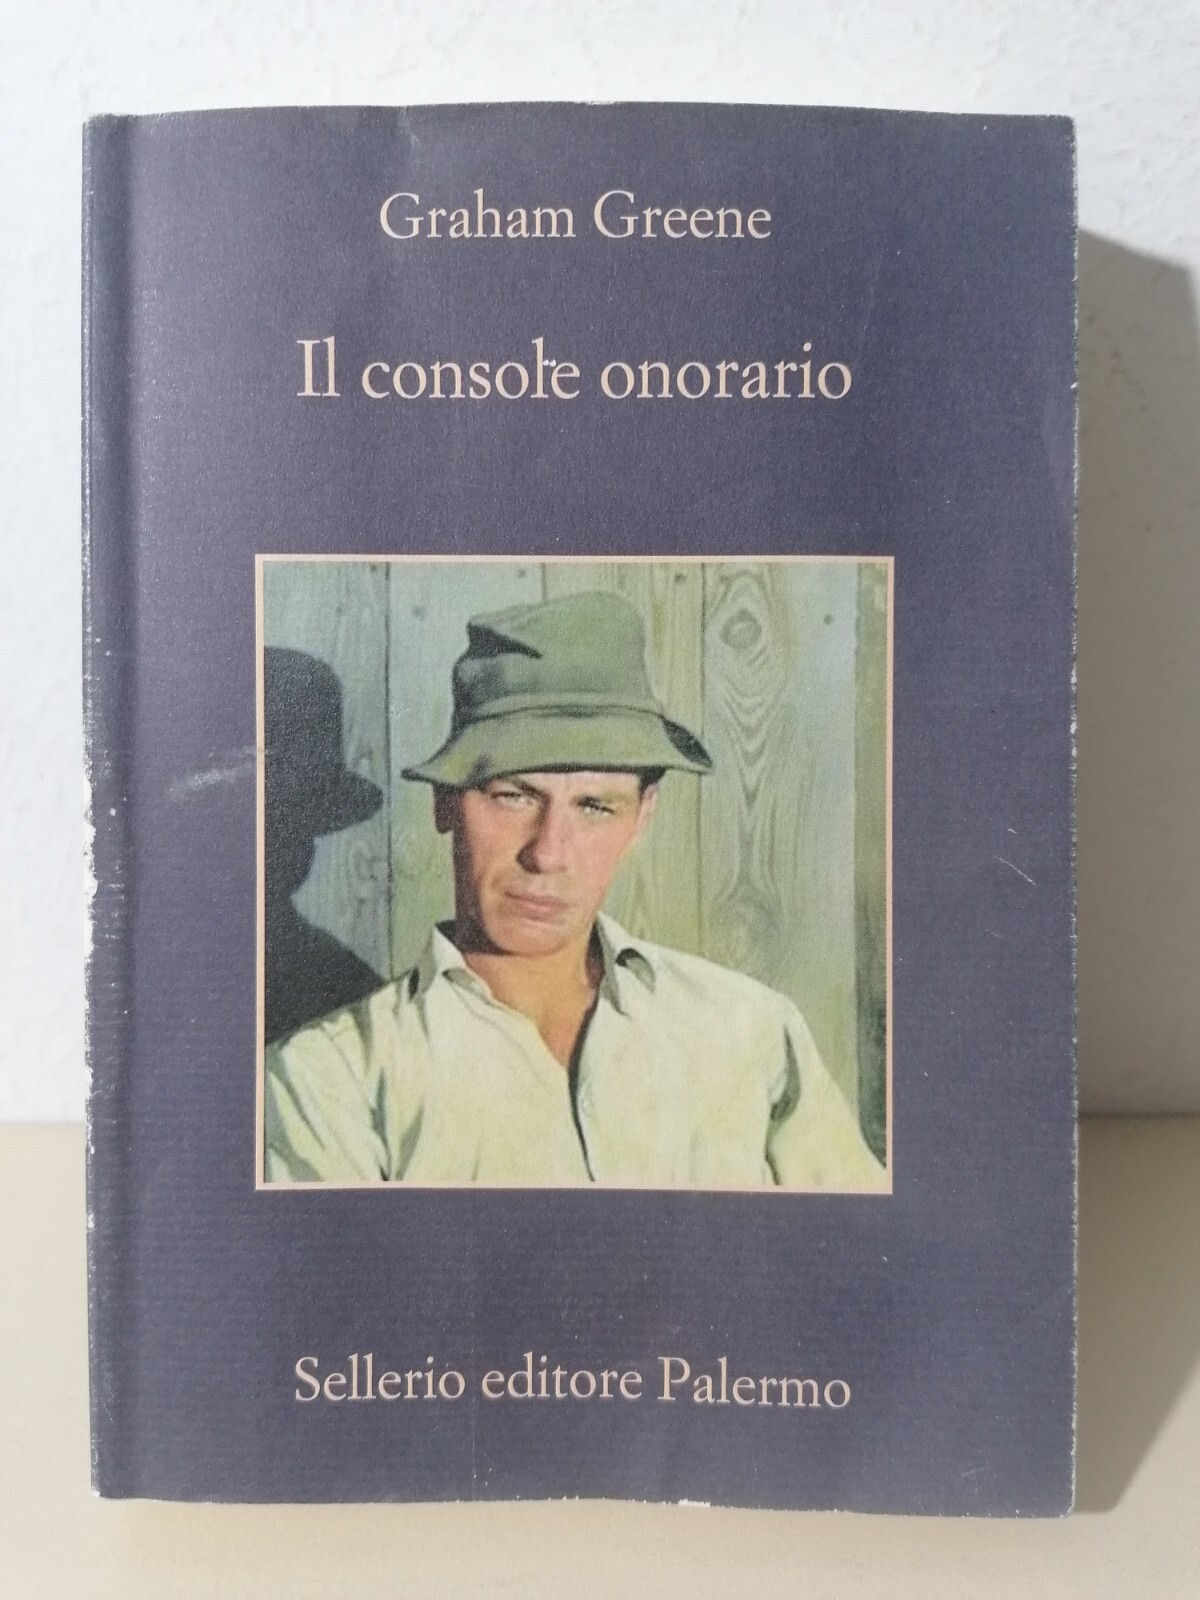 Graham Greene
Il console onorario
Sellerio editore Palermo